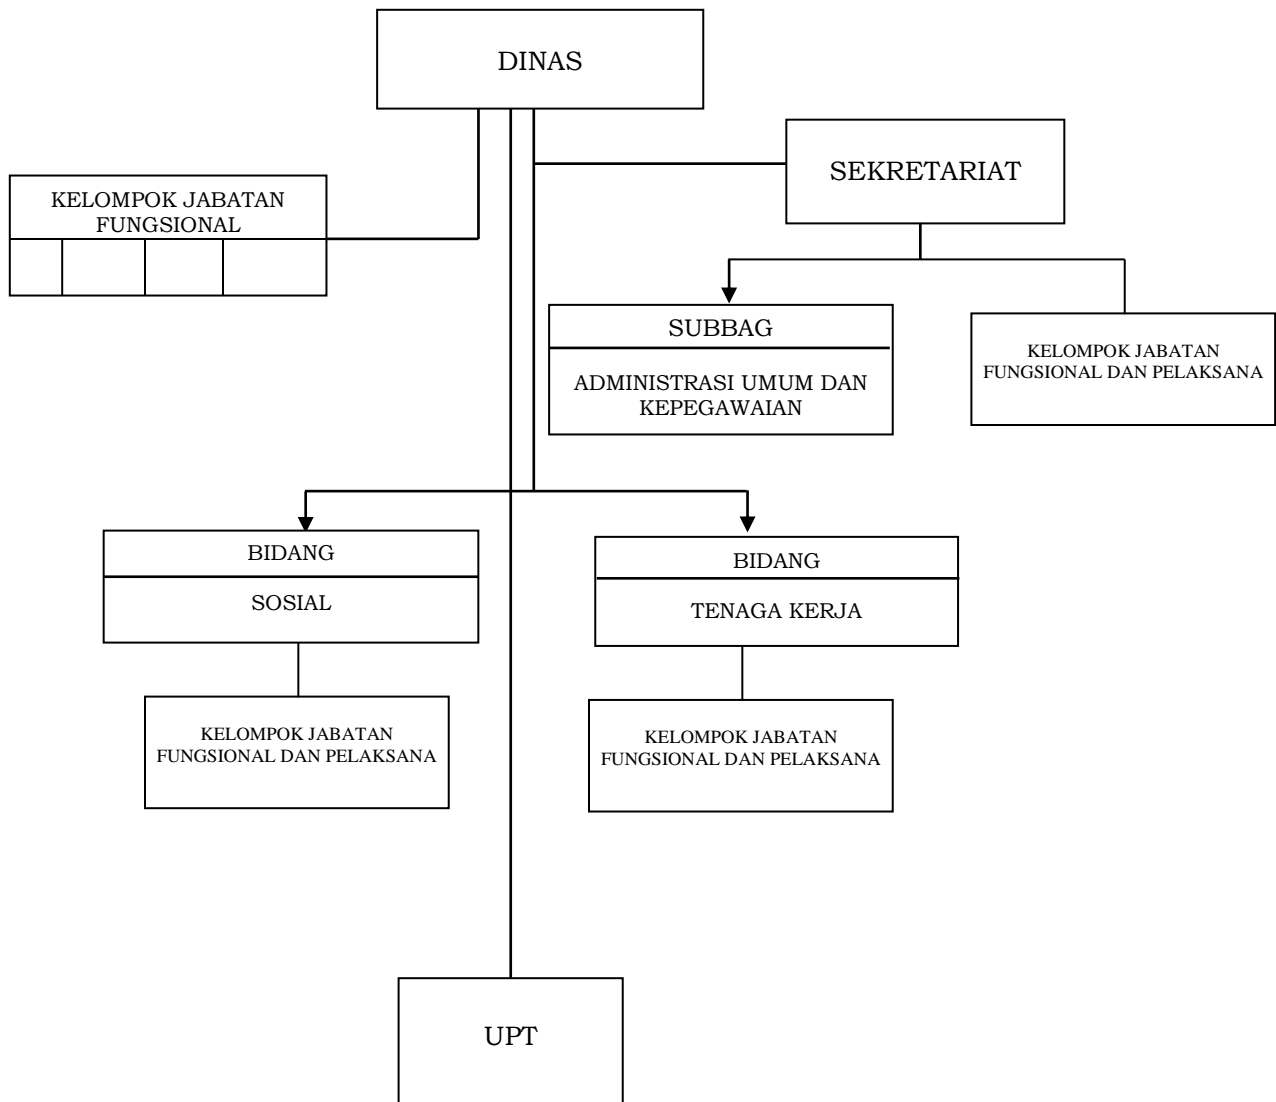 DINAS
SEKRETARIAT
KELOMPOK JABATAN
FUNGSIONAL
SUBBAG
ADMINISTRASI UMUM DAN
KEPEGAWAIAN
KELOMPOK JABATAN
FUNGSIONAL DAN PELAKSANA
BIDANG
SOSIAL
BIDANG
TENAGA KERJA
KELOMPOK JABATAN
FUNGSIONAL DAN PELAKSANA
KELOMPOK JABATAN
FUNGSIONAL DAN PELAKSANA
UPT